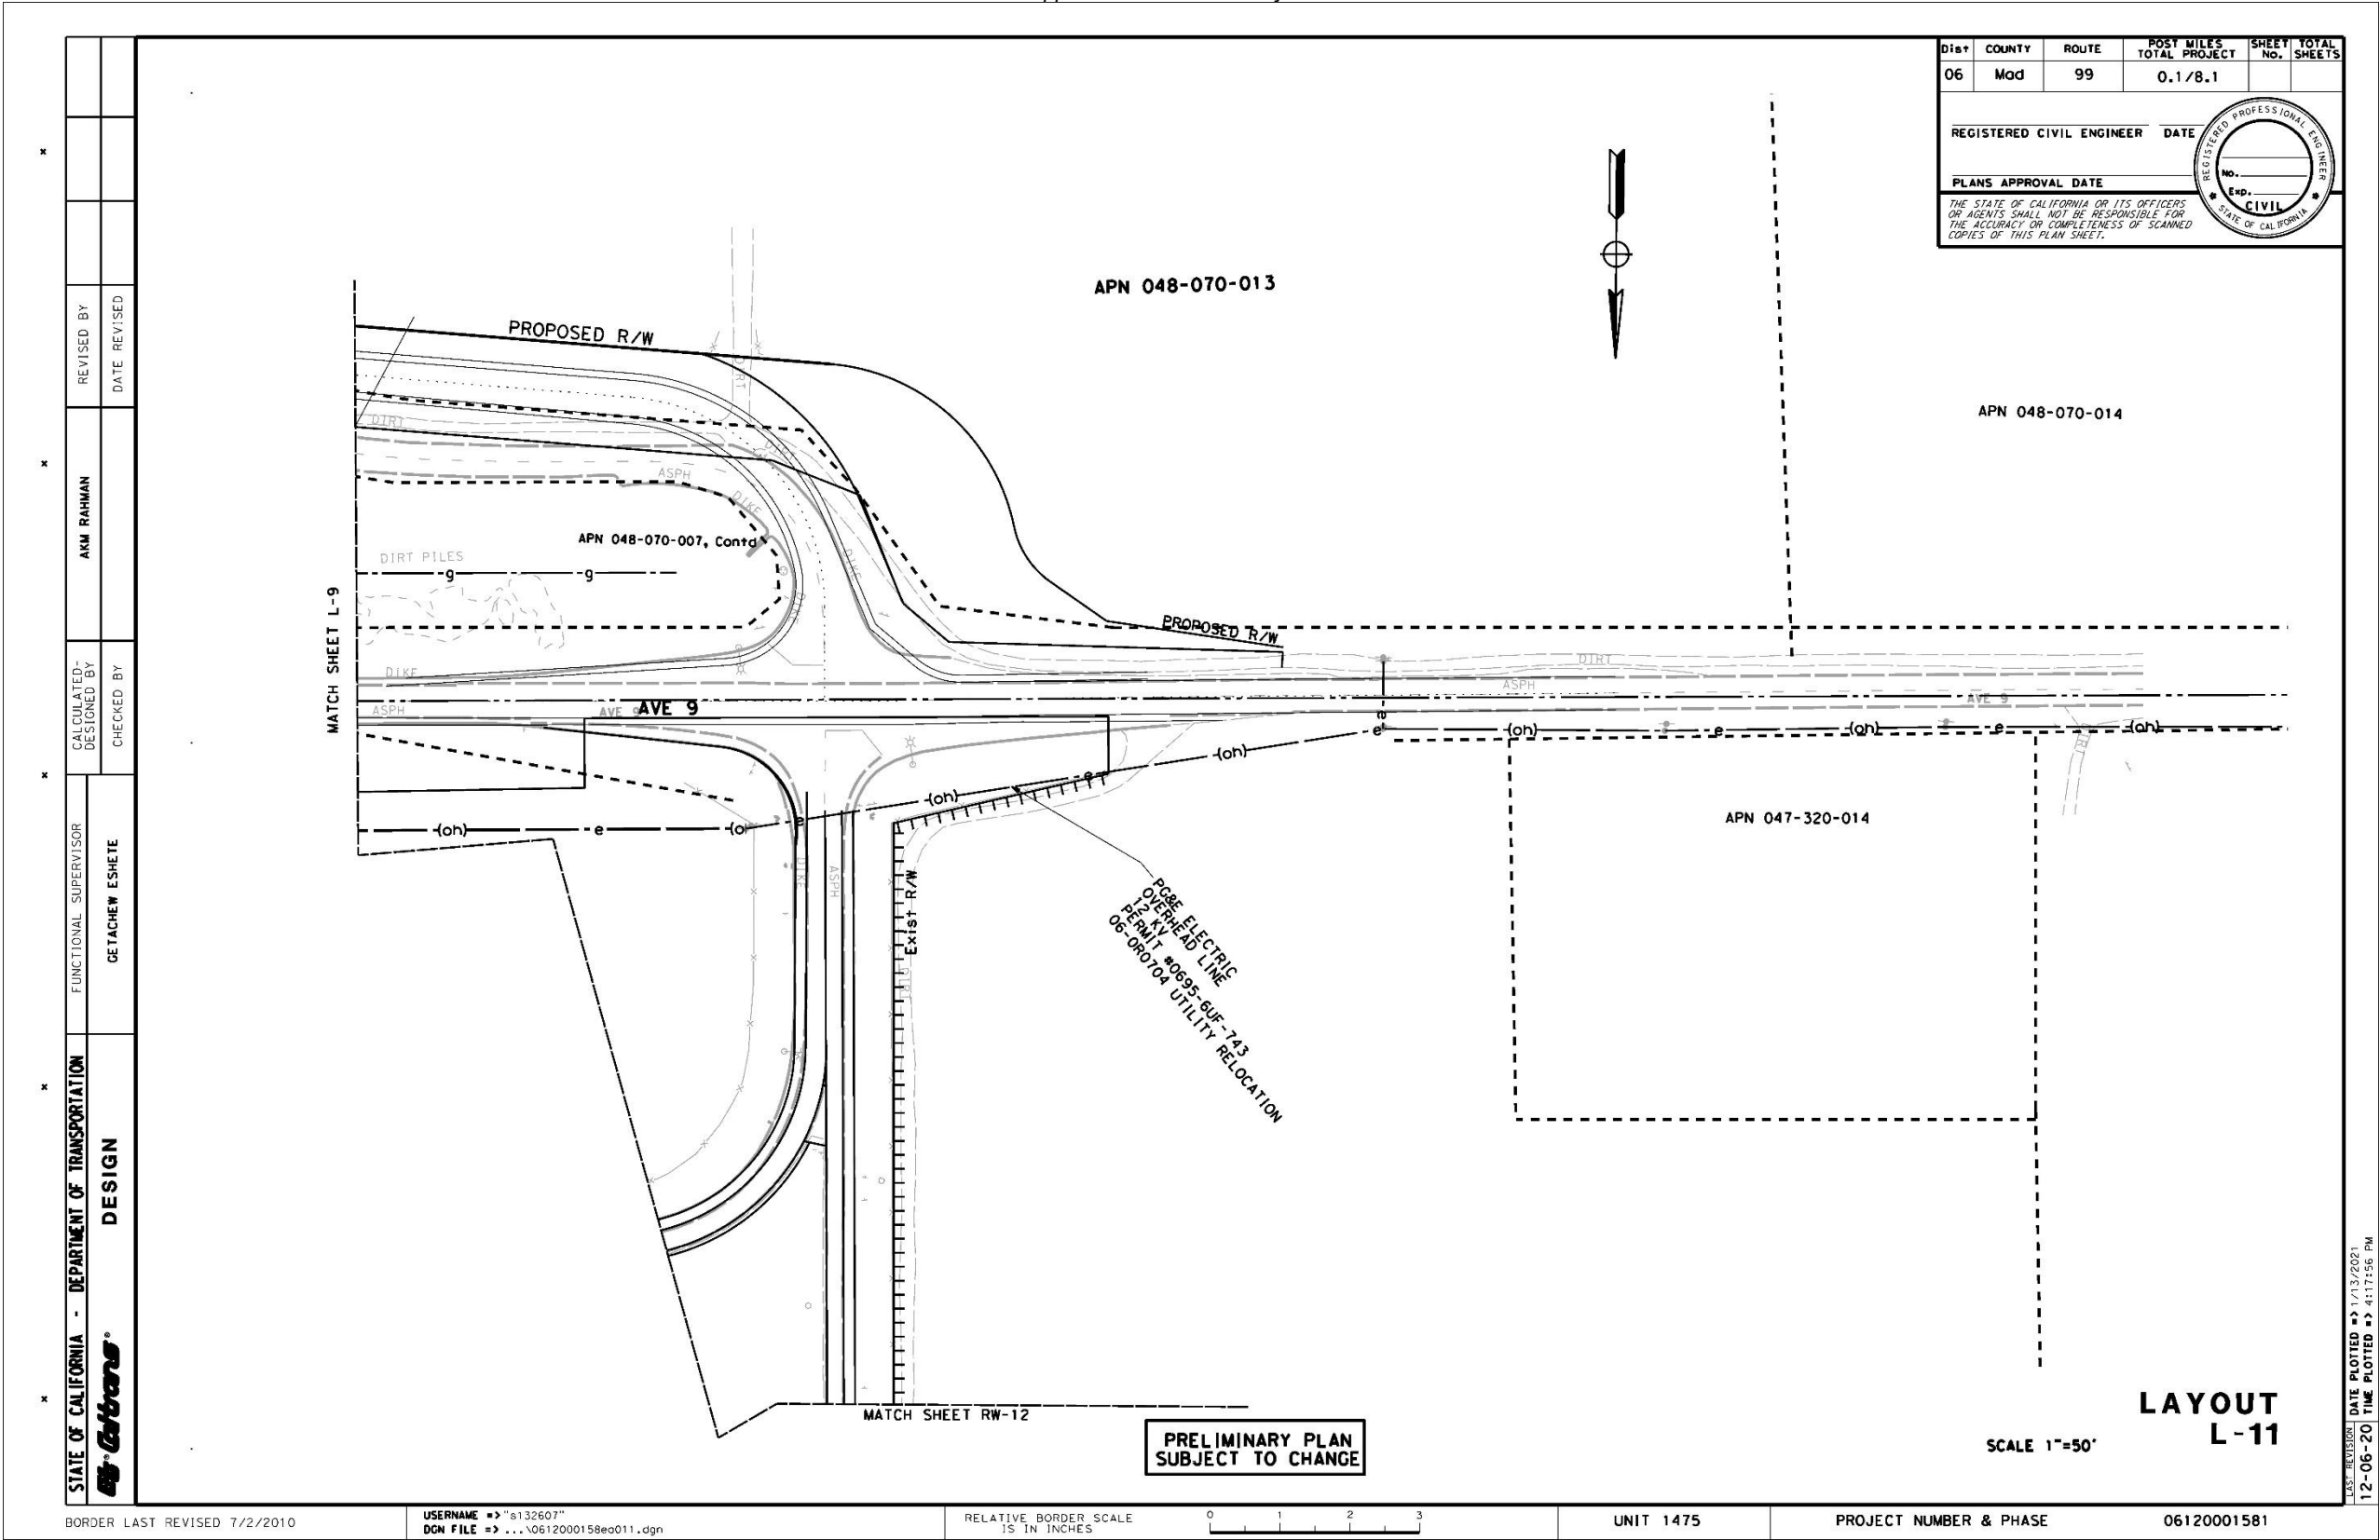 Dist COUNTY ROUTE POST MILES TOTAL PROJECT SHEET No. TOTAL SHEETS
06 Mad 99 0.1/8.1
REGISTERED CIVIL ENGINEER DATE
PLANS APPROVAL DATE
THE STATE OF CALIFORNIA OR ITS OFFICERS
OR AGENTS SHALL NOT BE RESPONSIBLE FOR
THE ACCURACY OR COMPLETENESS OF SCANNED
COPIES OF THIS PLAN SHEET.
REGISTERED PROFESSIONAL ENGINEER
No.
Exp.
CIVIL
STATE OF CALIFORNIA
REVISED BY
DATE REVISED
AKM RAHMAN
CALCULATED-
DESIGNED BY
CHECKED BY
FUNCTIONAL SUPERVISOR
GETACHEW ESHETE
STATE OF CALIFORNIA - DEPARTMENT OF TRANSPORTATION
DESIGN
Caltrans
APN 048-070-013
PROPOSED R/W
DIRT
APN 048-070-014
DIRT
ASPH
DIKE
APN 048-070-007, Contd
DIRT PILES
g g
DIKE
DIKE
MATCH SHEET L-9
PROPOSED R/W
DIRT
DIKE
ASPH
ASPH
AVE 9
AVE 9
AVE 9
e
e (oh) e (oh) e (oh)
DIRT
(oh)
e
(oh)
(oh) e
e
APN 047-320-014
DIKE
ASPH
EXIST R/W
DIRT
PG&E ELECTRIC
OVERHEAD LINE
12 KV
PERMIT #0695-6UF-743
06-0R0704 UTILITY RELOCATION
MATCH SHEET RW-12
PRELIMINARY PLAN
SUBJECT TO CHANGE
LAYOUT
L-11
SCALE 1"=50'
DATE PLOTTED => 1/13/2021
TIME PLOTTED => 4:17:56 PM
LAST REVISION
12-06-20
BORDER LAST REVISED 7/2/2010
USERNAME => "s132607"
DGN FILE => ...\0612000158ea011.dgn
RELATIVE BORDER SCALE
IS IN INCHES
0 1 2 3
UNIT 1475
PROJECT NUMBER & PHASE
06120001581